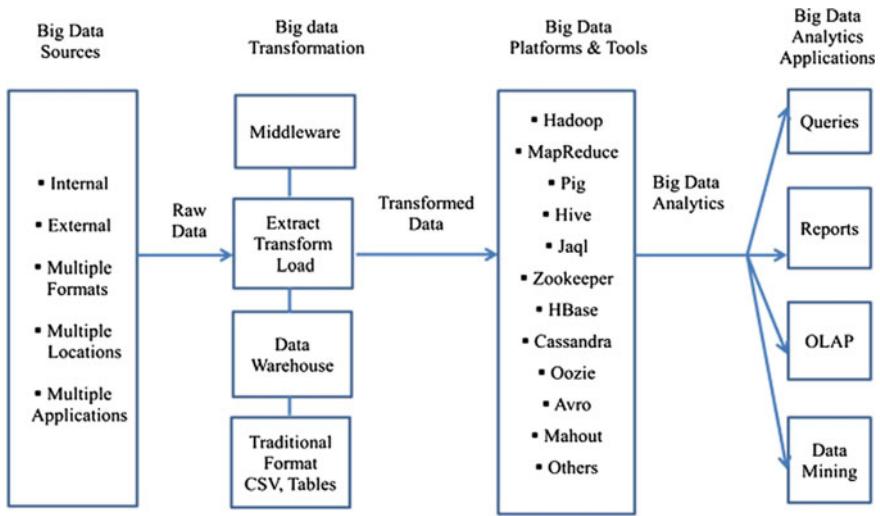 Big Data
Sources
Big data
Transformation
Big Data
Platforms & Tools
Big Data
Analytics
Applications
▪ Internal
▪ External
▪ Multiple
Formats
▪ Multiple
Locations
▪ Multiple
Applications
Raw
Data
Middleware
Extract
Transform
Load
Data
Warehouse
Traditional
Format
CSV, Tables
Transformed
Data
▪ Hadoop
▪ MapReduce
▪ Pig
▪ Hive
▪ Jaql
▪ Zookeeper
▪ HBase
▪ Cassandra
▪ Oozie
▪ Avro
▪ Mahout
▪ Others
Big Data
Analytics
Queries
Reports
OLAP
Data
Mining